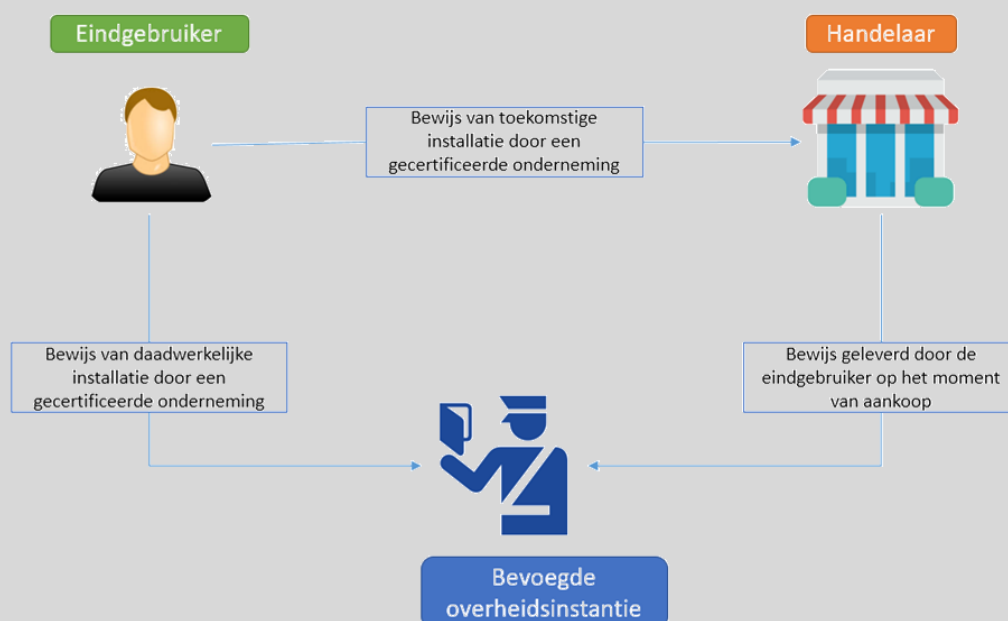 Eindgebruiker
Handelaar
Bewijs van toekomstige
installatie door een
gecertificeerde onderneming
Bewijs van daadwerkelijke
installatie door een
gecertificeerde onderneming
Bewijs geleverd door de
eindgebruiker op het moment
van aankoop
Bevoegde
overheidsinstantie